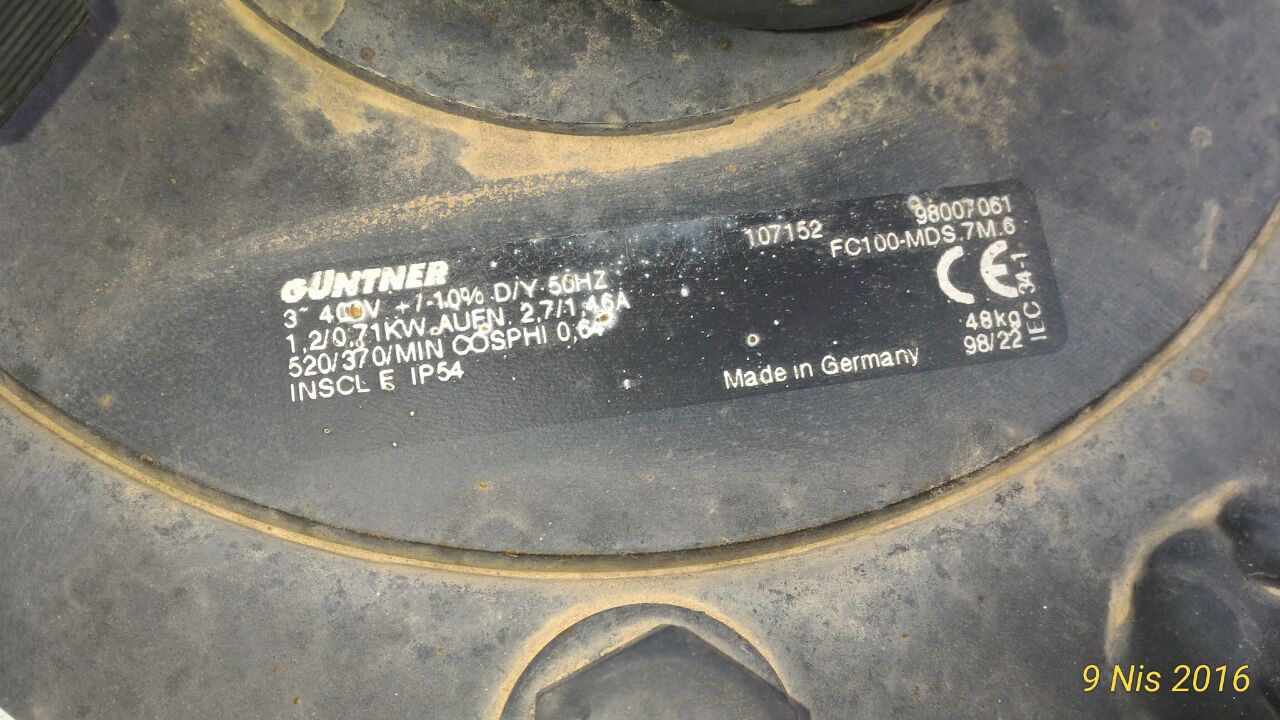 GÜNTNER
3~ 400V +/-10% D/Y 50HZ
1,2/0,71KW AUFN. 2,7/1,46A
520/370/MIN COSPHI 0,64
INSCL E IP54
107152
98007061
FC100-MDS.7M.6
CE
48kg
98/22
IEC 34-1
Made in Germany
9 Nis 2016